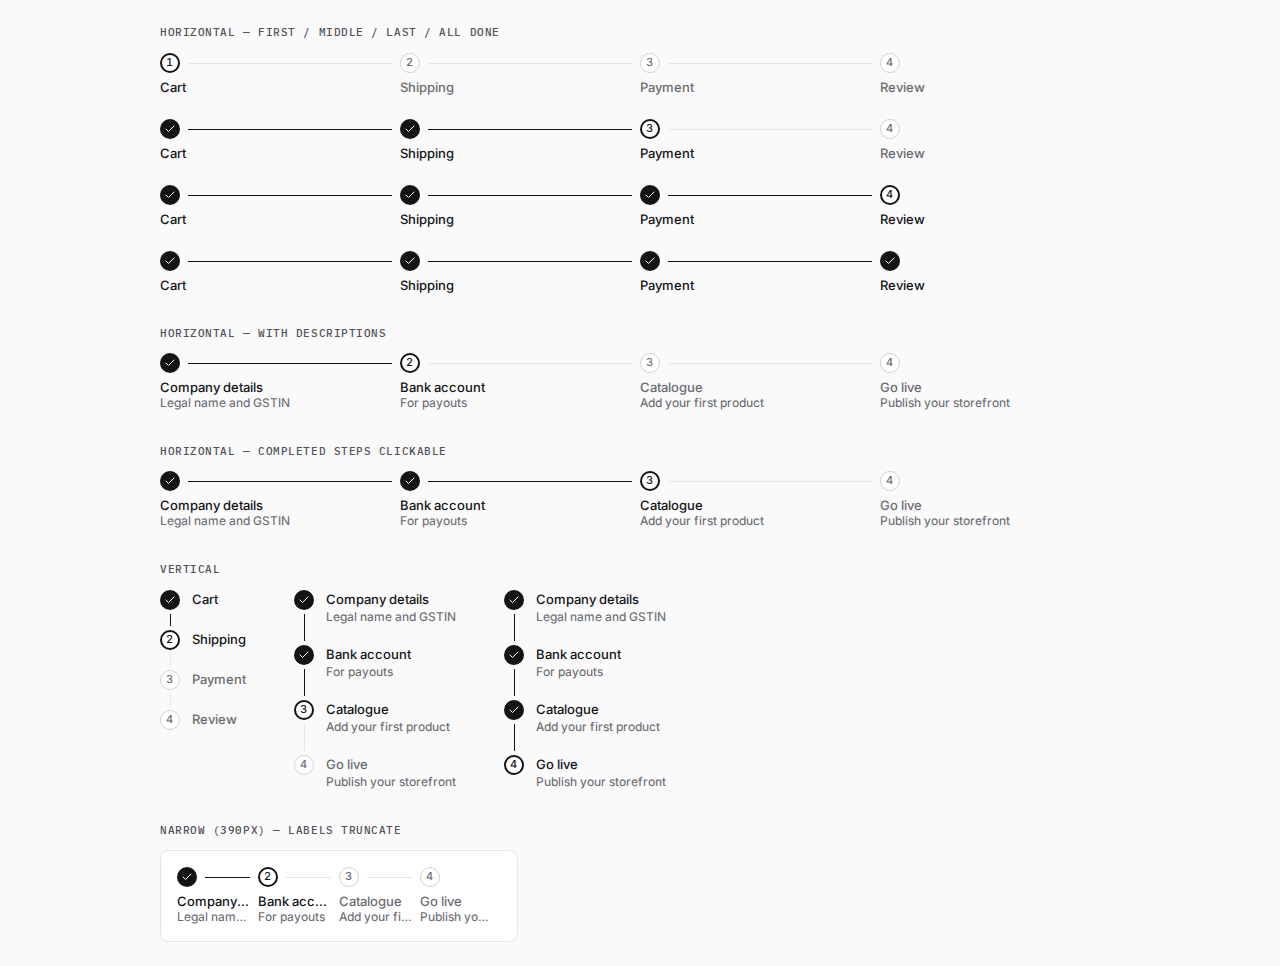 HORIZONTAL — FIRST / MIDDLE / LAST / ALL DONE
1 2 3 4
Cart Shipping Payment Review
3 4
Cart Shipping Payment Review
4
Cart Shipping Payment Review
Cart Shipping Payment Review
HORIZONTAL — WITH DESCRIPTIONS
2 3 4
Company details Bank account Catalogue Go live
Legal name and GSTIN For payouts Add your first product Publish your storefront
HORIZONTAL — COMPLETED STEPS CLICKABLE
3 4
Company details Bank account Catalogue Go live
Legal name and GSTIN For payouts Add your first product Publish your storefront
VERTICAL
Cart
2 Shipping
3 Payment
4 Review
Company details
Legal name and GSTIN
Bank account
For payouts
3 Catalogue
Add your first product
4 Go live
Publish your storefront
Company details
Legal name and GSTIN
Bank account
For payouts
Catalogue
Add your first product
4 Go live
Publish your storefront
NARROW (390PX) — LABELS TRUNCATE
2 3 4
Company... Bank acc... Catalogue Go live
Legal nam... For payouts Add your fi... Publish yo...